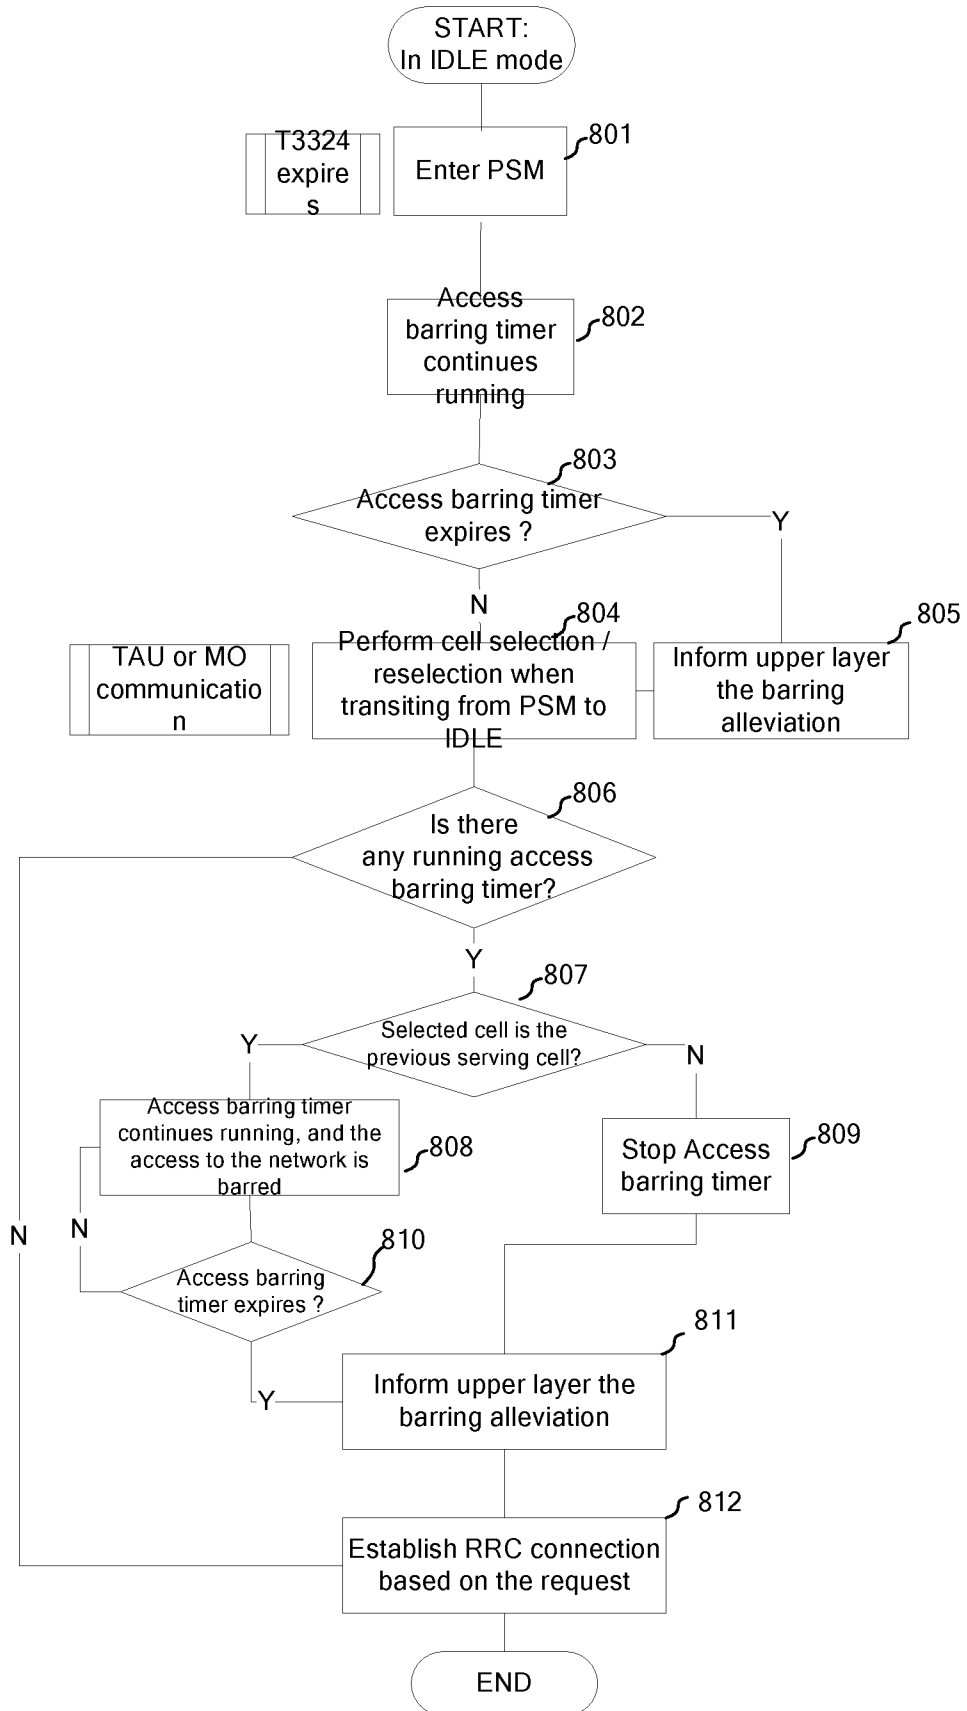 START:
In IDLE mode
801
T3324
expire
s
Enter PSM
802
Access
barring timer
continues
running
803
Access barring timer
expires ?
Y
N
804
805
Perform cell selection /
reselection when
transiting from PSM to
IDLE
TAU or MO
communicatio
n
Inform upper layer
the barring
alleviation
806
Is there
any running access
barring timer?
Y
807
Selected cell is the
previous serving cell?
Y
N
Access barring timer
continues running, and the
access to the network is
barred
808
809
Stop Access
barring timer
N
N
810
Access barring
timer expires ?
811
Y
Inform upper layer the
barring alleviation
812
Establish RRC connection
based on the request
END